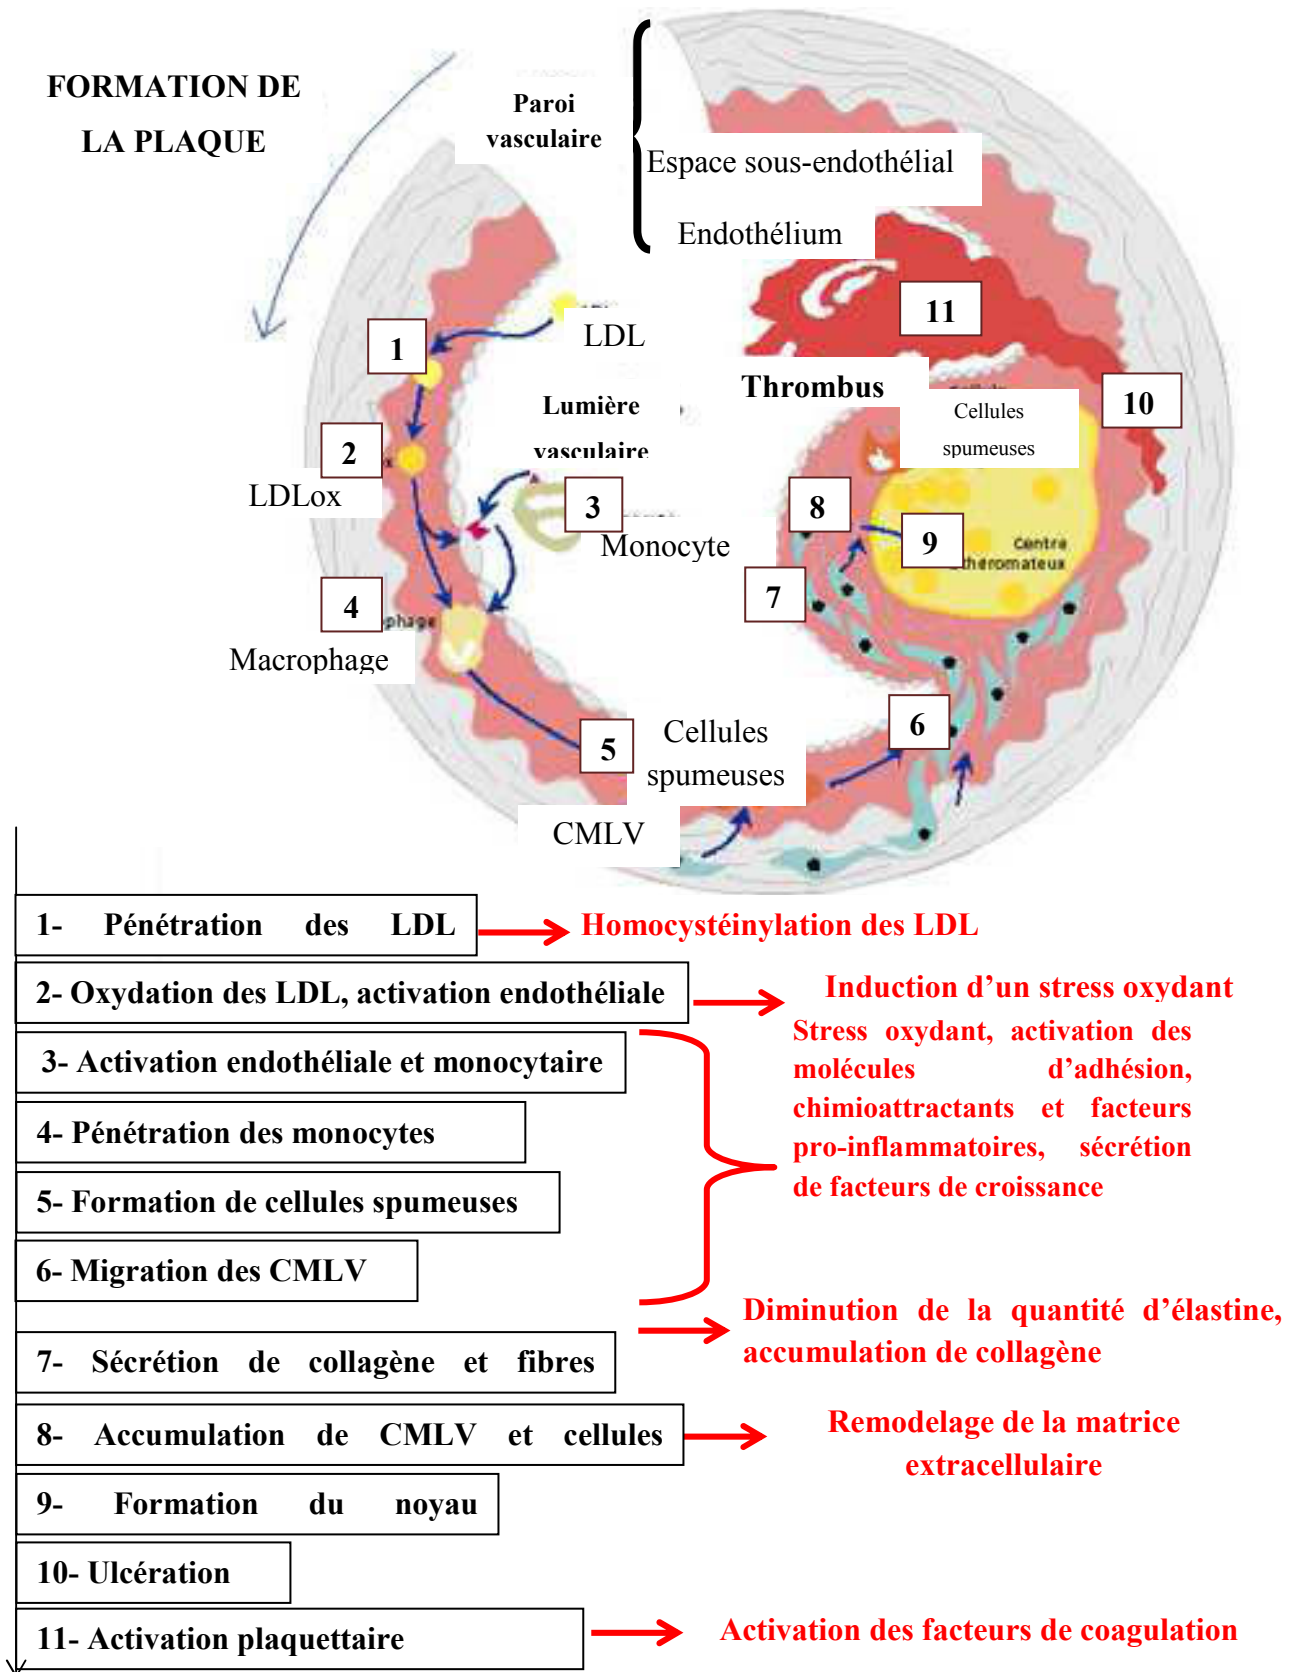 FORMATION DE
LA PLAQUE
Paroi
vasculaire
Espace sous-endothélial
Endothélium
11
LDL
1
Thrombus
10
Lumière
vasculaire
Cellules
spumeuses
2
LDLox
3
Monocyte
8
9
Centre
athéromateux
7
4
phage
Macrophage
6
5
Cellules
spumeuses
CMLV
1- Pénétration des LDL
Homocystéinylation des LDL
2- Oxydation des LDL, activation endothéliale
Induction d’un stress oxydant
3- Activation endothéliale et monocytaire
Stress oxydant, activation des
molécules d’adhésion,
chimioattractants et facteurs
pro-inflammatoires, sécrétion
de facteurs de croissance
4- Pénétration des monocytes
5- Formation de cellules spumeuses
6- Migration des CMLV
Diminution de la quantité d’élastine,
accumulation de collagène
7- Sécrétion de collagène et fibres
8- Accumulation de CMLV et cellules
Remodelage de la matrice
extracellulaire
9- Formation du noyau
10- Ulcération
11- Activation plaquettaire
Activation des facteurs de coagulation